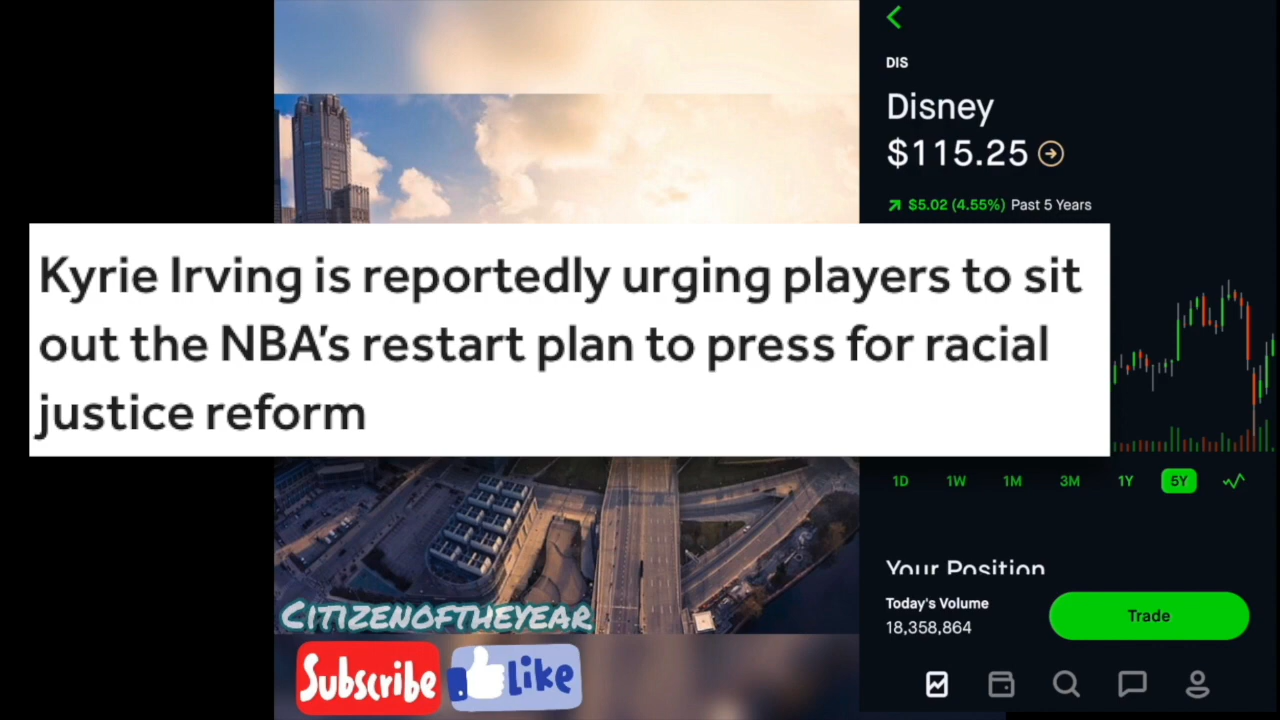 DIS
Disney
$115.25
$5.02 (4.55%) Past 5 Years
Kyrie Irving is reportedly urging players to sit
out the NBA's restart plan to press for racial
justice reform
1D 1W 1M 3M 1Y 5Y
Your Position
Today's Volume
18,358,864
Trade
CITIZENOFTHEYEAR
Subscribe
Like